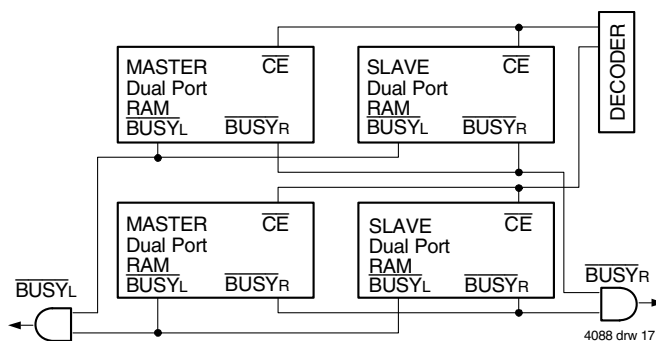 MASTER
Dual Port
RAM
BUSYL
CE
BUSYR
SLAVE
Dual Port
RAM
BUSYL
CE
BUSYR
DECODER
MASTER
Dual Port
RAM
BUSYL
CE
BUSYR
SLAVE
Dual Port
RAM
BUSYL
CE
BUSYR
BUSYL
BUSYR
4088 drw 17